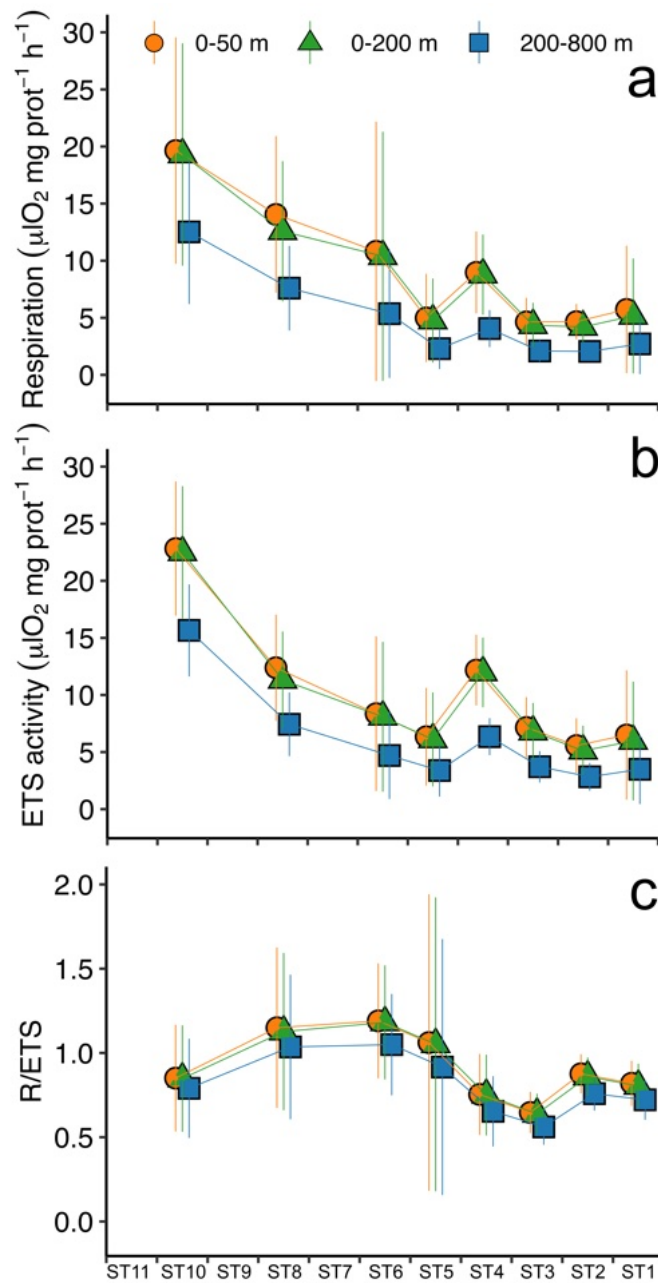 0-50 m 0-200 m 200-800 m
a
Respiration (µlO₂ mg prot⁻¹ h⁻¹)
30
25
20
15
10
5
0
b
ETS activity (µlO₂ mg prot⁻¹ h⁻¹)
30
25
20
15
10
5
0
c
R/ETS
2.0
1.5
1.0
0.5
0.0
ST11 ST10 ST9 ST8 ST7 ST6 ST5 ST4 ST3 ST2 ST1